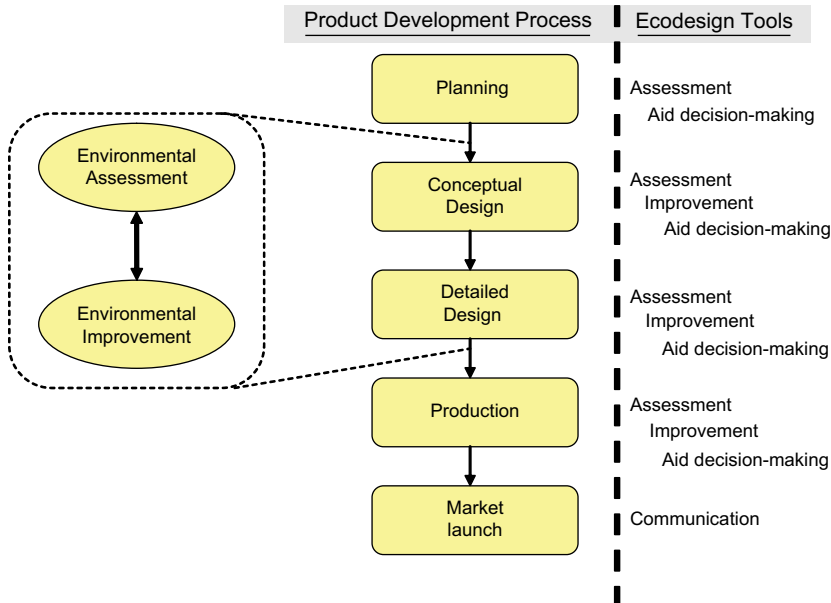 Product Development Process
Ecodesign Tools
Planning
Assessment
Aid decision-making
Environmental
Assessment
Conceptual
Design
Assessment
Improvement
Aid decision-making
Environmental
Improvement
Detailed
Design
Assessment
Improvement
Aid decision-making
Production
Assessment
Improvement
Aid decision-making
Market
launch
Communication